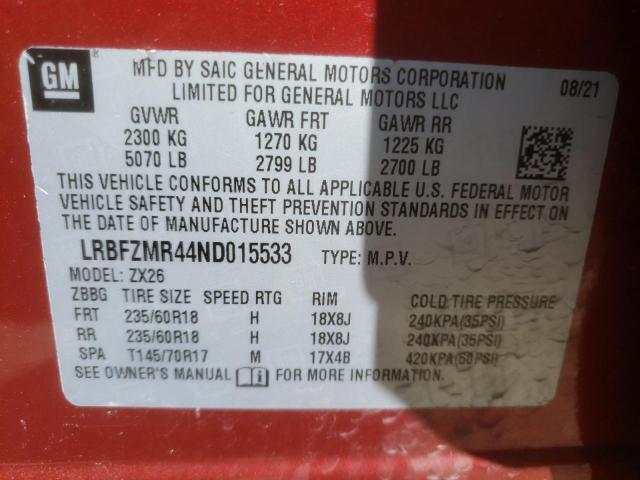 GM
MFD BY SAIC GENERAL MOTORS CORPORATION
LIMITED FOR GENERAL MOTORS LLC
08/21
GVWR GAWR FRT GAWR RR
2300 KG 1270 KG 1225 KG
5070 LB 2799 LB 2700 LB
THIS VEHICLE CONFORMS TO ALL APPLICABLE U.S. FEDERAL MOTOR
VEHICLE SAFETY AND THEFT PREVENTION STANDARDS IN EFFECT ON
THE DATE OF MANUFACTURE SHOWN ABOVE.
LRBFZMR44ND015533 TYPE: M.P.V.
MODEL: ZX26
ZBBG TIRE SIZE SPEED RTG RIM COLD TIRE PRESSURE
FRT 235/60R18 H 18X8J 240KPA(35PSI)
RR 235/60R18 H 18X8J 240KPA(35PSI)
SPA T145/70R17 M 17X4B 420KPA(60PSI)
SEE OWNER'S MANUAL FOR MORE INFORMATION.